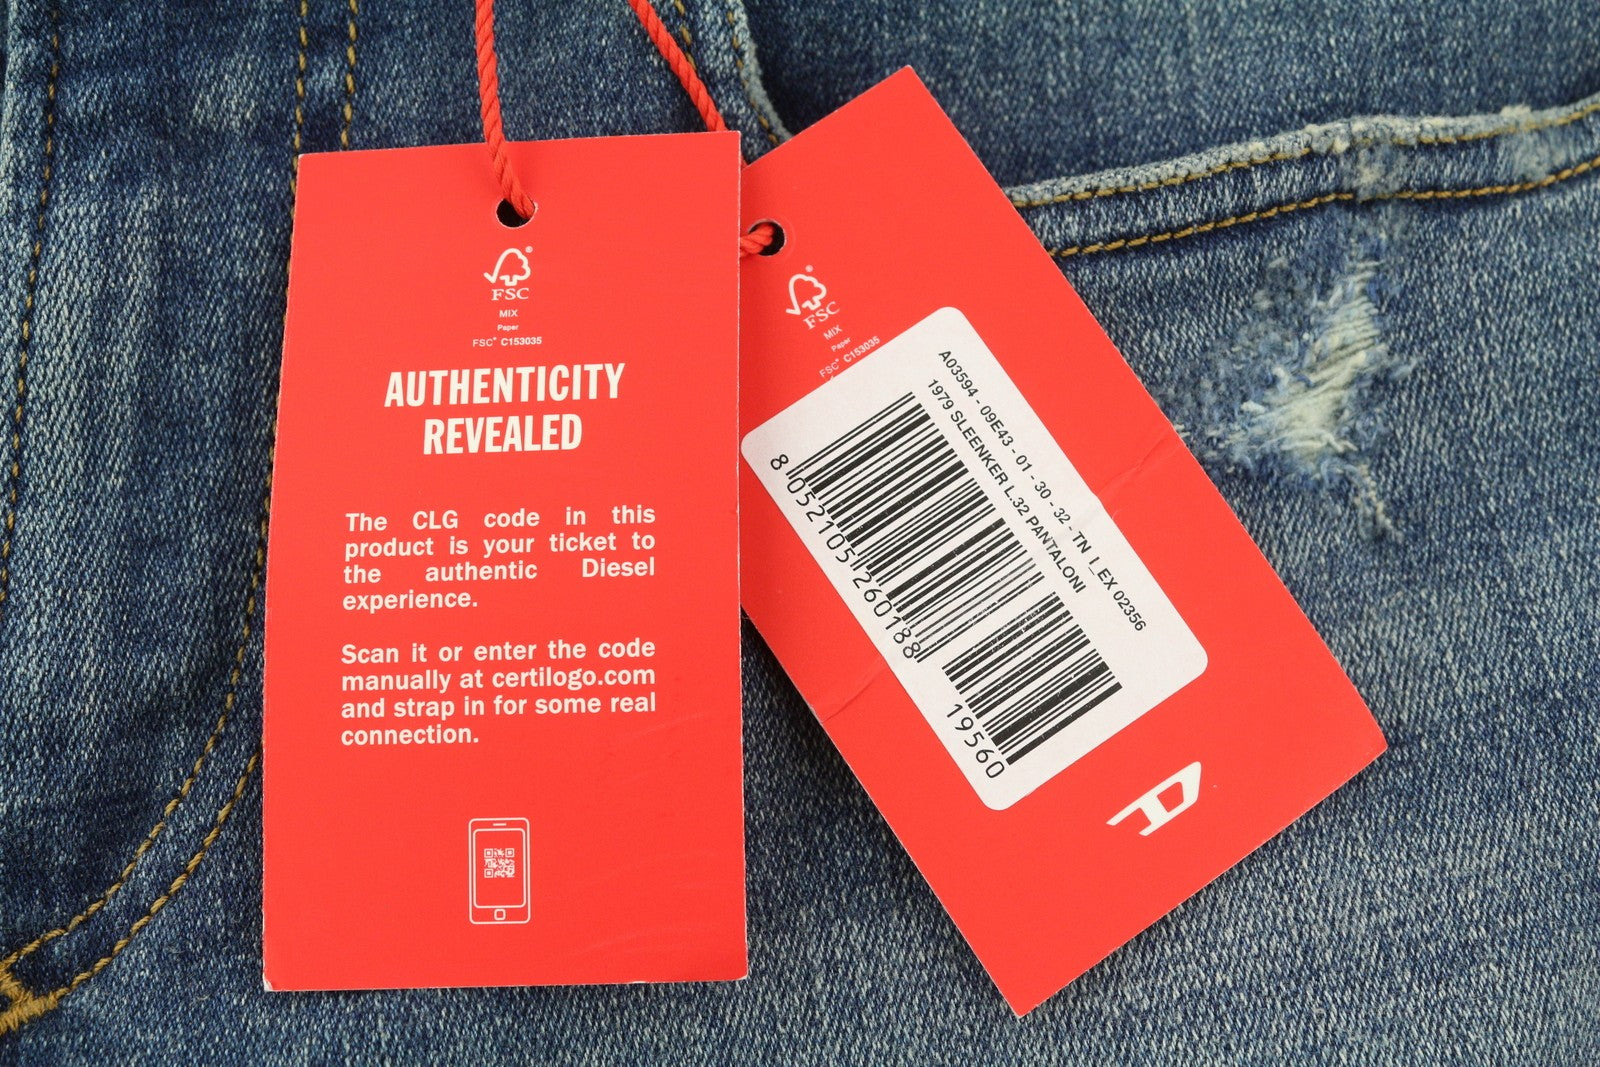 FSC®
MIX
Paper
FSC® C153035
AUTHENTICITY
REVEALED
The CLG code in this
product is your ticket to
the authentic Diesel
experience.
Scan it or enter the code
manually at certilogo.com
and strap in for some real
connection.
FSC®
MIX
Paper
FSC® C153035
A03594 - 09E43 - 01 - 30 - 32 - TN I_EX 02356
1979 SLEENKER L.32 PANTALONI
8 052105 260188
19560